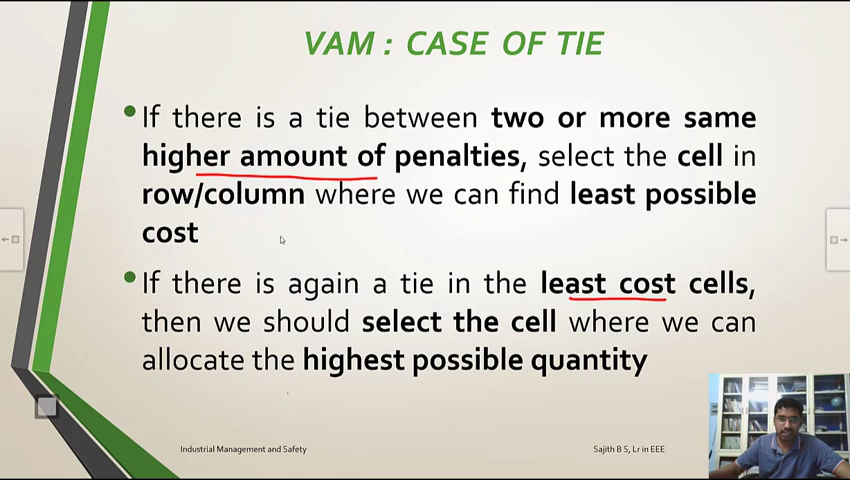 VAM : CASE OF TIE
If there is a tie between two or more same
higher amount of penalties, select the cell in
row/column where we can find least possible
cost
If there is again a tie in the least cost cells,
then we should select the cell where we can
allocate the highest possible quantity
Industrial Management and Safety
Sajith B S, Lr in EEE